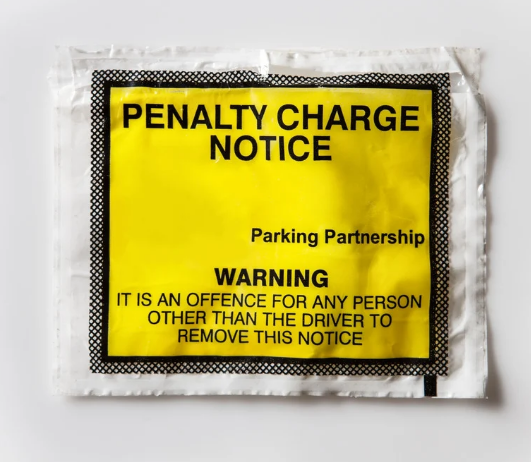 PENALTY CHARGE
NOTICE
Parking Partnership
WARNING
IT IS AN OFFENCE FOR ANY PERSON
OTHER THAN THE DRIVER TO
REMOVE THIS NOTICE